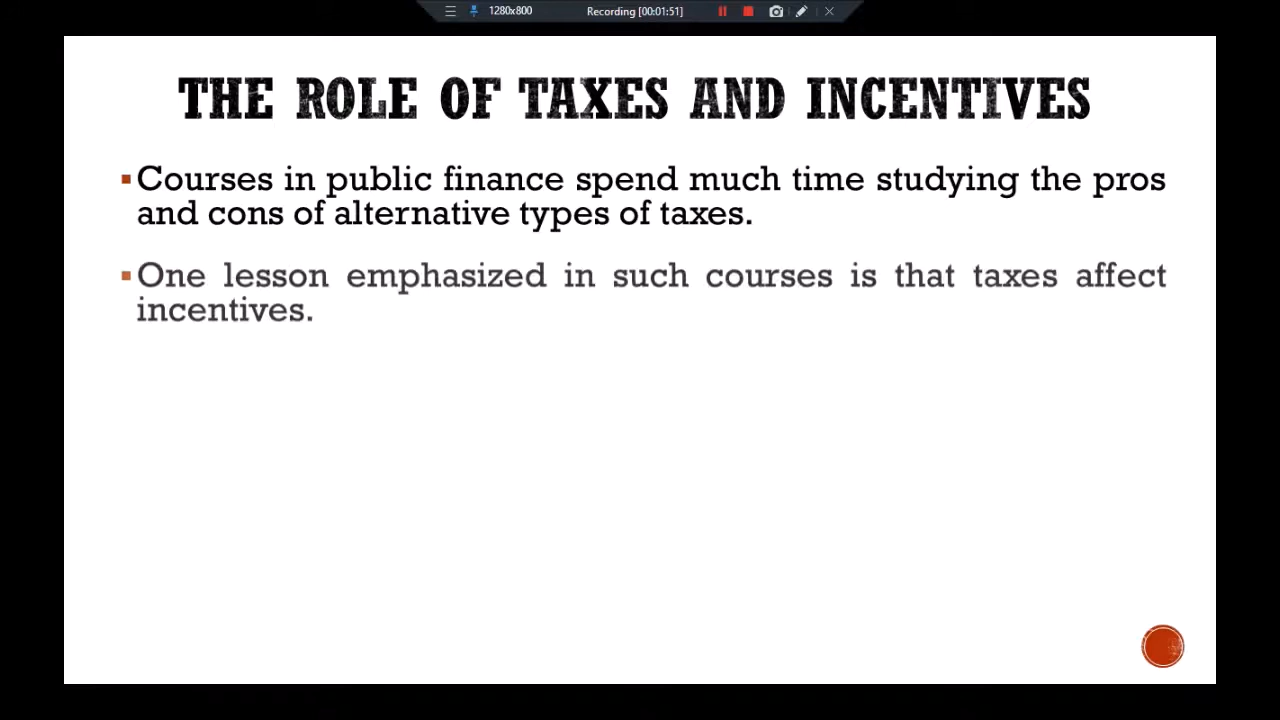 1280x800
Recording [00:01:51]
THE ROLE OF TAXES AND INCENTIVES
▪Courses in public finance spend much time studying the pros
and cons of alternative types of taxes.
▪One lesson emphasized in such courses is that taxes affect
incentives.